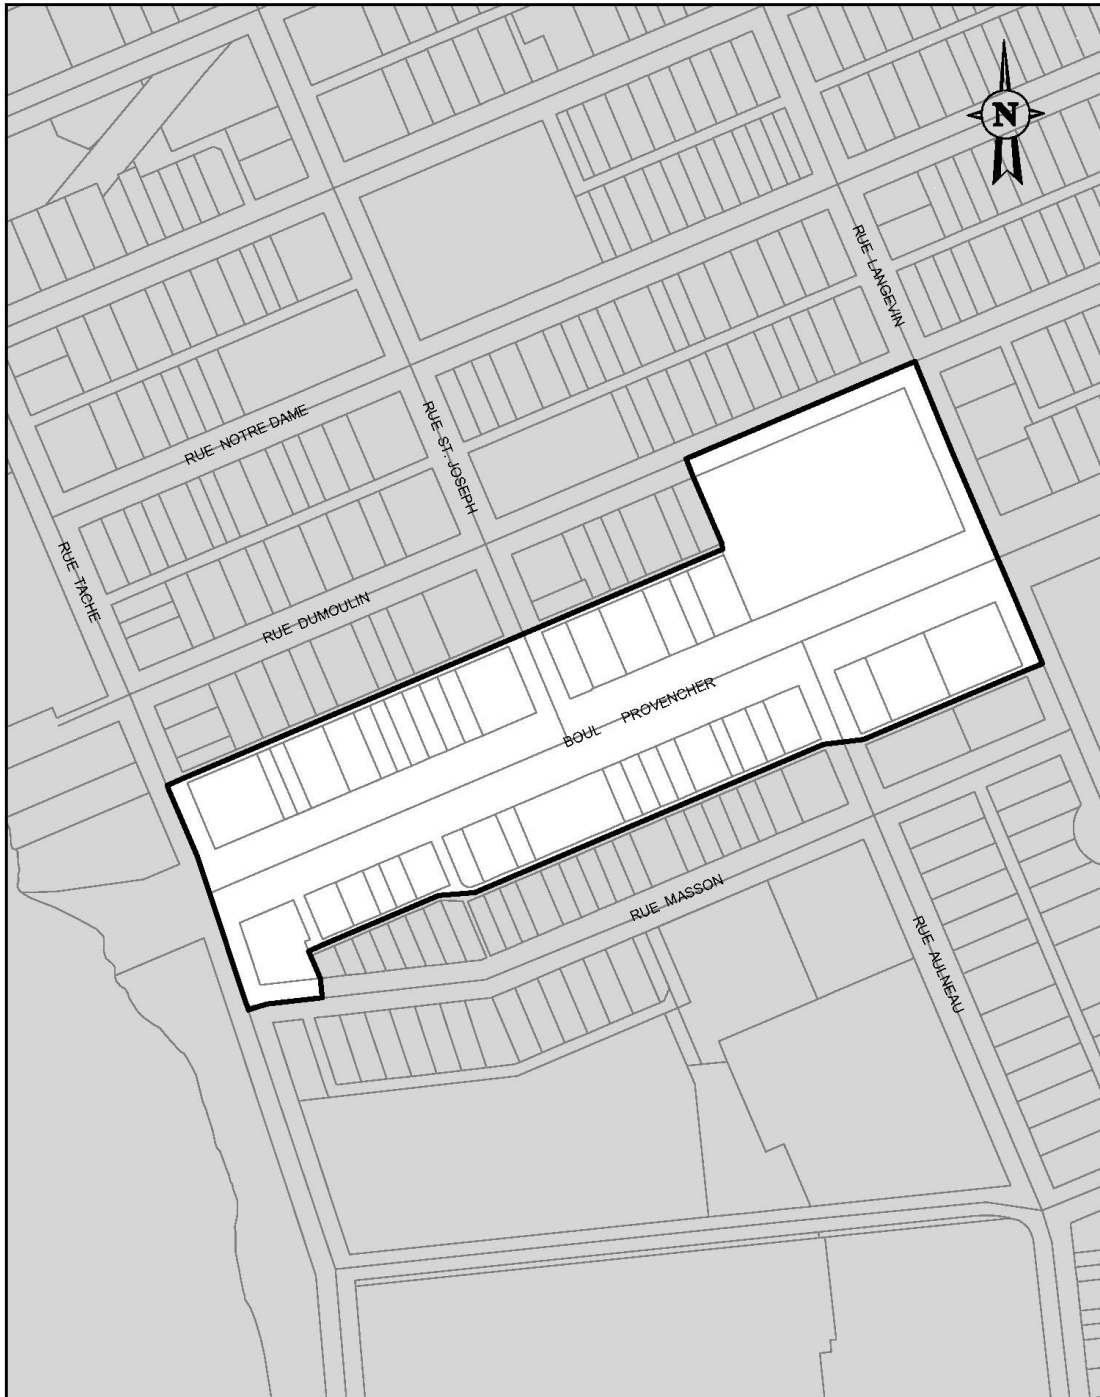 N
RUE LANGEVIN
RUE NOTRE DAME
RUE ST. JOSEPH
RUE TACHE
RUE DUMOULIN
BOUL PROVENCHER
RUE MASSON
RUE AULNEAU